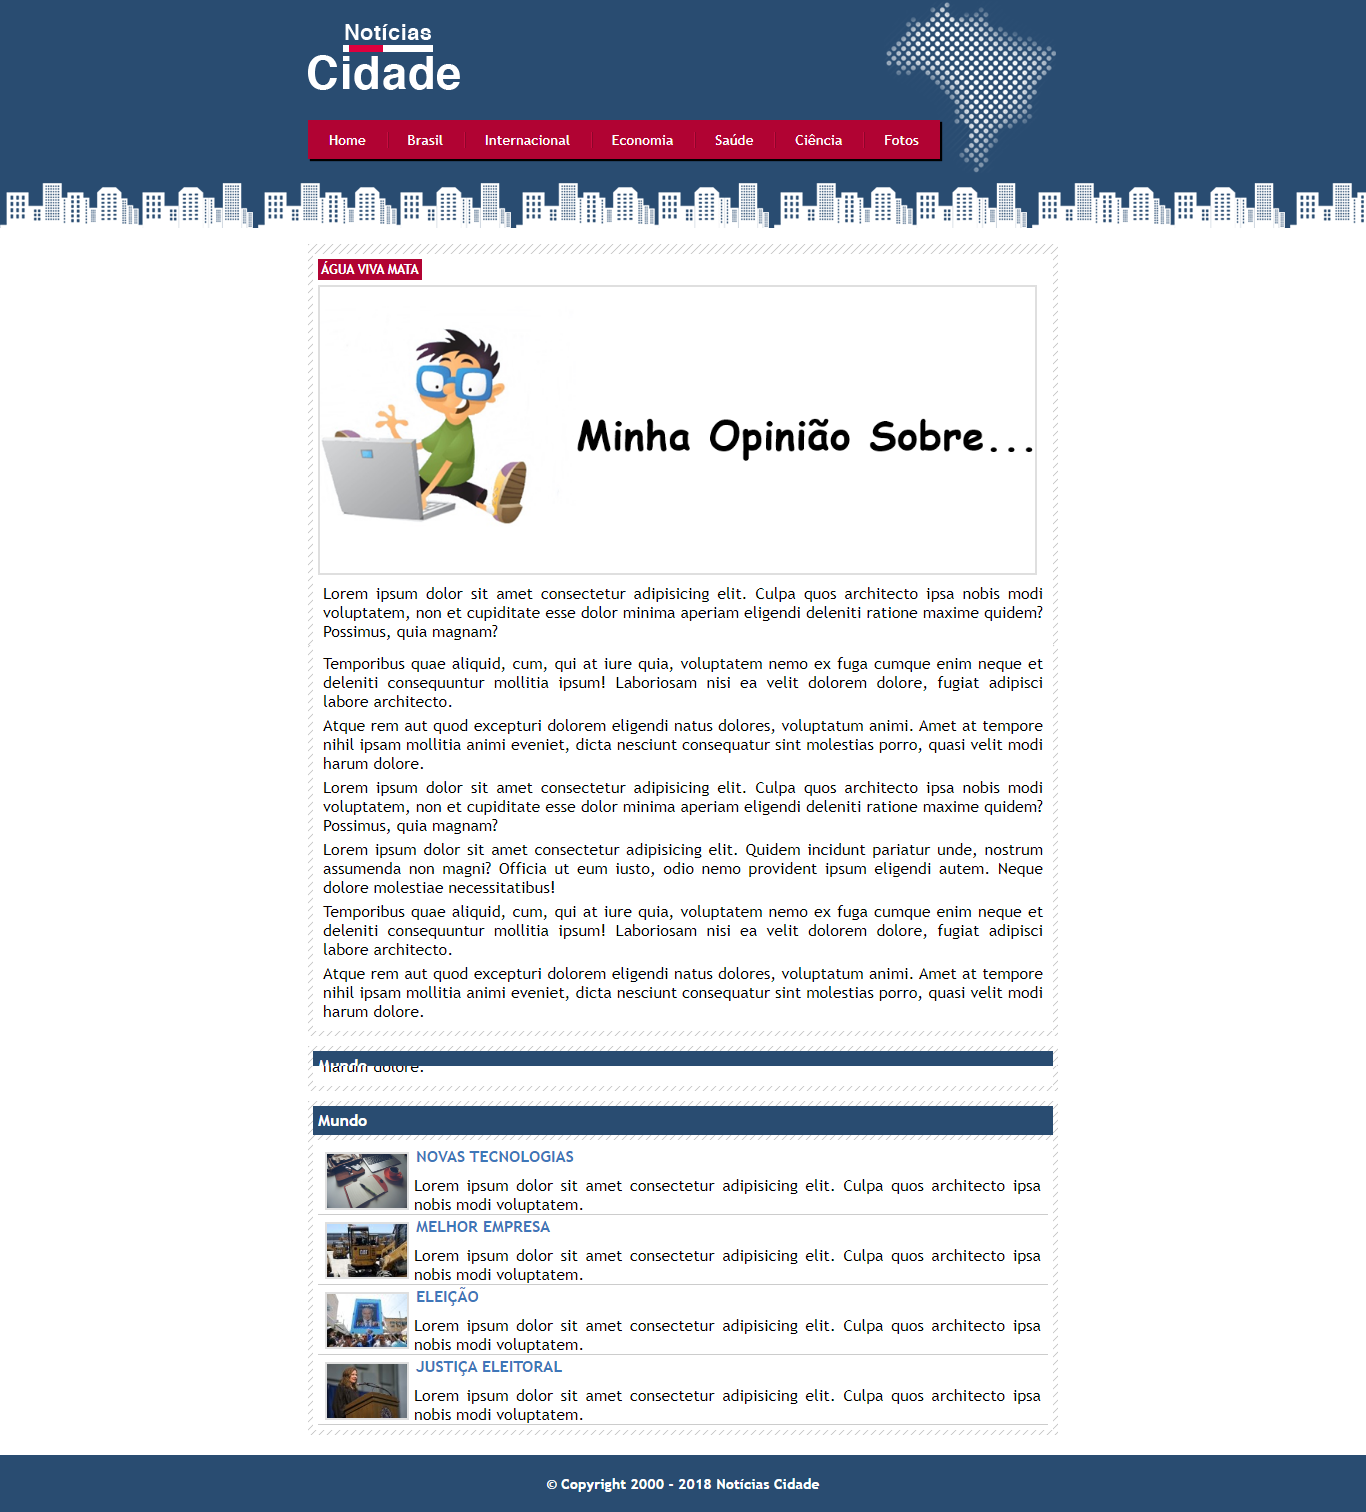 Notícias
Cidade
Home Brasil Internacional Economia Saúde Ciência Fotos
ÁGUA VIVA MATA
Minha Opinião Sobre...
Lorem ipsum dolor sit amet consectetur adipisicing elit. Culpa quos architecto ipsa nobis modi
voluptatem, non et cupiditate esse dolor minima aperiam eligendi deleniti ratione maxime quidem?
Possimus, quia magnam?
Temporibus quae aliquid, cum, qui at iure quia, voluptatem nemo ex fuga cumque enim neque et
deleniti consequuntur mollitia ipsum! Laboriosam nisi ea velit dolorem dolore, fugiat adipisci
labore architecto.
Atque rem aut quod excepturi dolorem eligendi natus dolores, voluptatum animi. Amet at tempore
nihil ipsam mollitia animi eveniet, dicta nesciunt consequatur sint molestias porro, quasi velit modi
harum dolore.
Lorem ipsum dolor sit amet consectetur adipisicing elit. Culpa quos architecto ipsa nobis modi
voluptatem, non et cupiditate esse dolor minima aperiam eligendi deleniti ratione maxime quidem?
Possimus, quia magnam?
Lorem ipsum dolor sit amet consectetur adipisicing elit. Quidem incidunt pariatur unde, nostrum
assumenda non magni? Officia ut eum iusto, odio nemo provident ipsum eligendi autem. Neque
dolore molestiae necessitatibus!
Temporibus quae aliquid, cum, qui at iure quia, voluptatem nemo ex fuga cumque enim neque et
deleniti consequuntur mollitia ipsum! Laboriosam nisi ea velit dolorem dolore, fugiat adipisci
labore architecto.
Atque rem aut quod excepturi dolorem eligendi natus dolores, voluptatum animi. Amet at tempore
nihil ipsam mollitia animi eveniet, dicta nesciunt consequatur sint molestias porro, quasi velit modi
harum dolore.
Mundo
harum dolore.
Mundo
NOVAS TECNOLOGIAS
Lorem ipsum dolor sit amet consectetur adipisicing elit. Culpa quos architecto ipsa
nobis modi voluptatem.
MELHOR EMPRESA
Lorem ipsum dolor sit amet consectetur adipisicing elit. Culpa quos architecto ipsa
nobis modi voluptatem.
ELEIÇÃO
Lorem ipsum dolor sit amet consectetur adipisicing elit. Culpa quos architecto ipsa
nobis modi voluptatem.
JUSTIÇA ELEITORAL
Lorem ipsum dolor sit amet consectetur adipisicing elit. Culpa quos architecto ipsa
nobis modi voluptatem.
© Copyright 2000 - 2018 Notícias Cidade